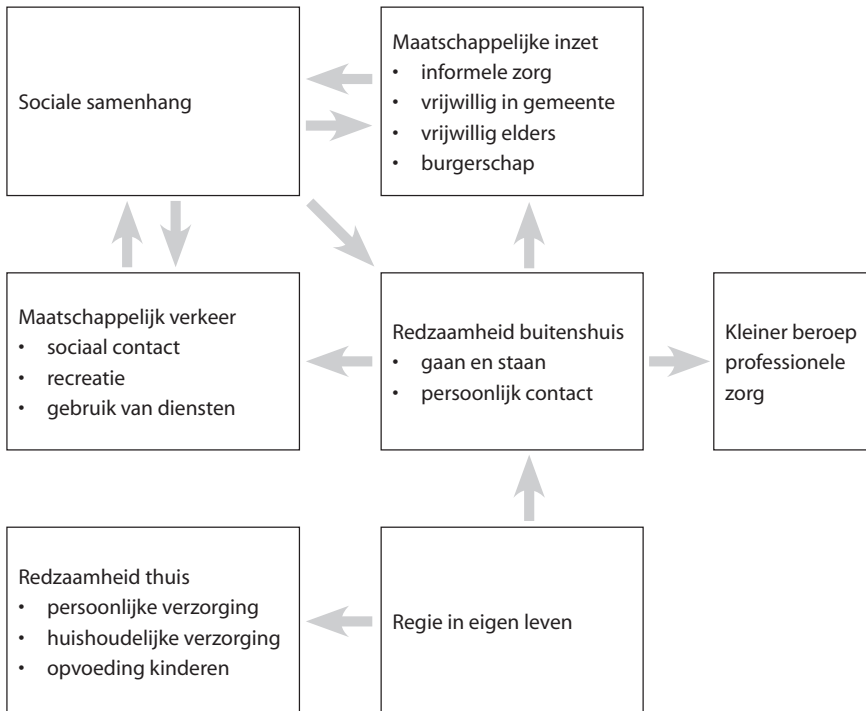 Sociale samenhang
Maatschappelijke inzet
• informele zorg
• vrijwillig in gemeente
• vrijwillig elders
• burgerschap
Maatschappelijk verkeer
• sociaal contact
• recreatie
• gebruik van diensten
Redzaamheid buitenshuis
• gaan en staan
• persoonlijk contact
Kleiner beroep
professionele
zorg
Redzaamheid thuis
• persoonlijke verzorging
• huishoudelijke verzorging
• opvoeding kinderen
Regie in eigen leven